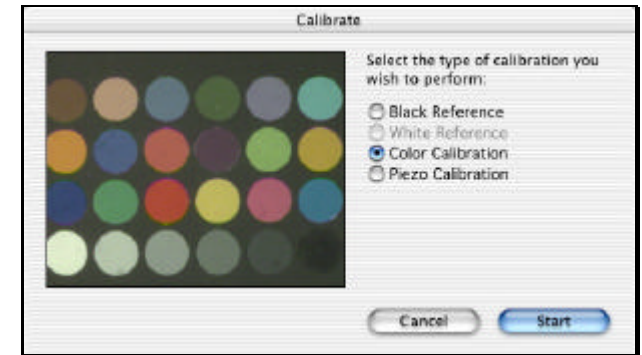 Calibrate
Select the type of calibration you
wish to perform:
Black Reference
White Reference
Color Calibration
Piezo Calibration
Cancel
Start